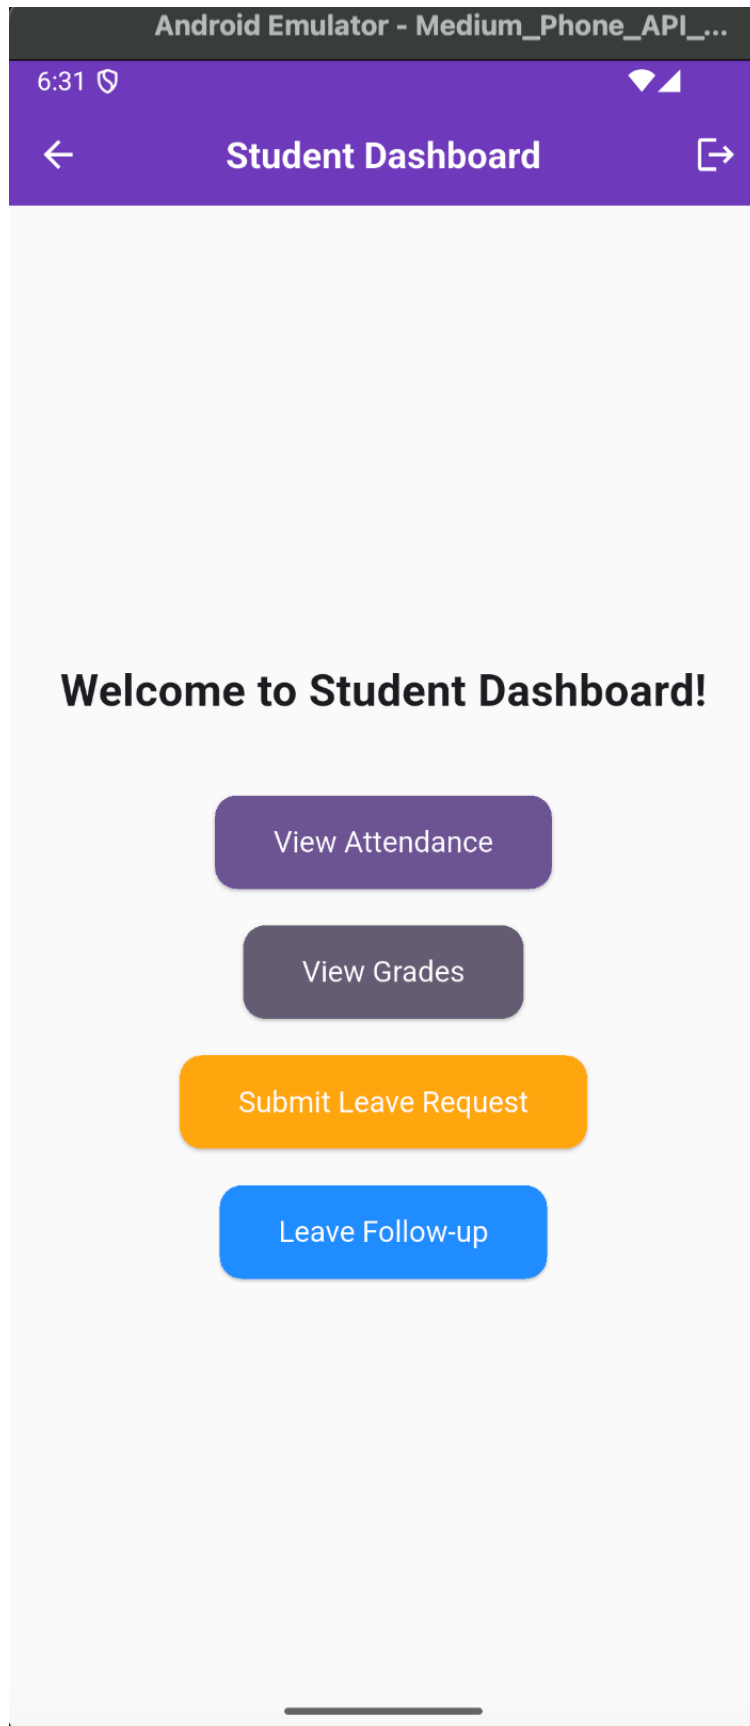 Android Emulator - Medium_Phone_API_...
6:31
Student Dashboard
Welcome to Student Dashboard!
View Attendance
View Grades
Submit Leave Request
Leave Follow-up